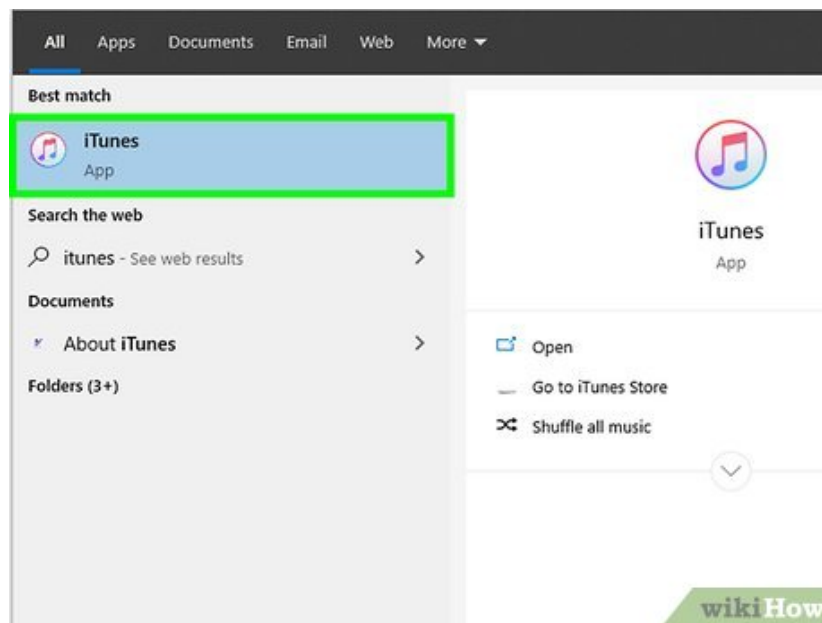 All Apps Documents Email Web More
Best match
iTunes
App
Search the web
itunes - See web results
Documents
About iTunes
Folders (3+)
iTunes
App
Open
Go to iTunes Store
Shuffle all music
wikiHow